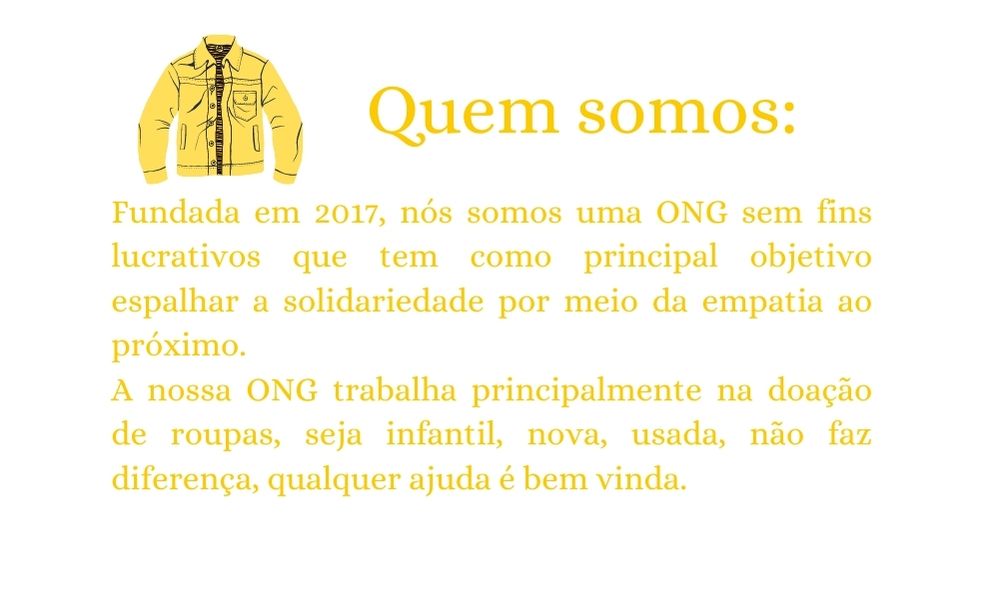 Quem somos:
Fundada em 2017, nós somos uma ONG sem fins
lucrativos que tem como principal objetivo
espalhar a solidariedade por meio da empatia ao
próximo.
A nossa ONG trabalha principalmente na doação
de roupas, seja infantil, nova, usada, não faz
diferença, qualquer ajuda é bem vinda.